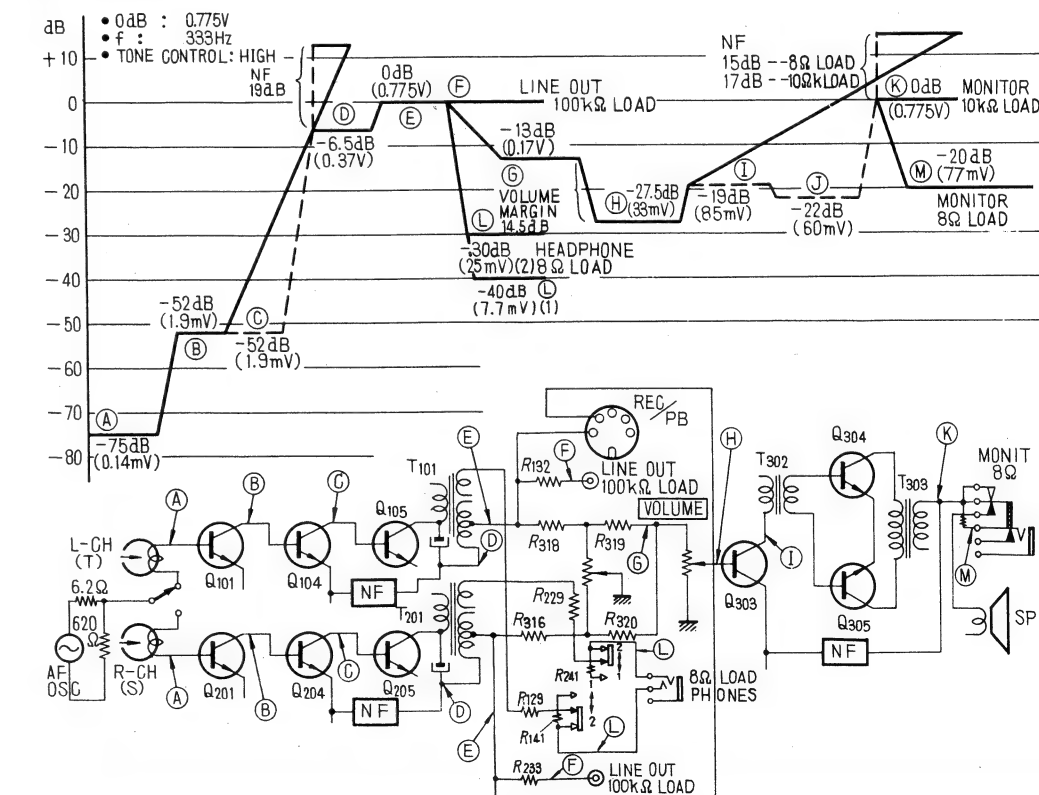 dB
• 0dB : 0.775V
• f : 333Hz
• TONE CONTROL: HIGH
+10
0
-10
-20
-30
-40
-50
-60
-70
-80
NF
19dB
0dB
(0.775V)
D
E
F
LINE OUT
100kΩ LOAD
-6.5dB
(0.37V)
-13dB
(0.17V)
G
VOLUME
MARGIN
14.5dB
H
-27.5dB
(33mV)
L
-30dB HEADPHONE
(25mV)(2)8Ω LOAD
-40dB L
(7.7mV)(1)
NF
15dB --8Ω LOAD
17dB --10kΩLOAD
K 0dB
(0.775V)
MONITOR
10kΩ LOAD
I
-19dB
(85mV)
J
-22dB
(60mV)
M
-20dB
(77mV)
MONITOR
8Ω LOAD
-52dB
(1.9mV)
B
C
-52dB
(1.9mV)
A
-75dB
(0.14mV)
REC/PB
E
T101
R132
F
LINE OUT
100kΩ LOAD
VOLUME
H
T302
Q304
T303
K
MONIT
8Ω
A
B
C
Q105
D
R318
R319
G
Q303
I
M
L-CH
(T)
Q101
Q104
NF
T201
R229
6.2Ω
620
Ω
R316
R320
Q305
NF
SP
AF
OSC
R-CH
(S)
A
Q201
B
Q204
C
Q205
NF
D
E
R241
2
1
L
8Ω LOAD
PHONES
R129
R141
1
2
L
R233
F
LINE OUT
100kΩ LOAD